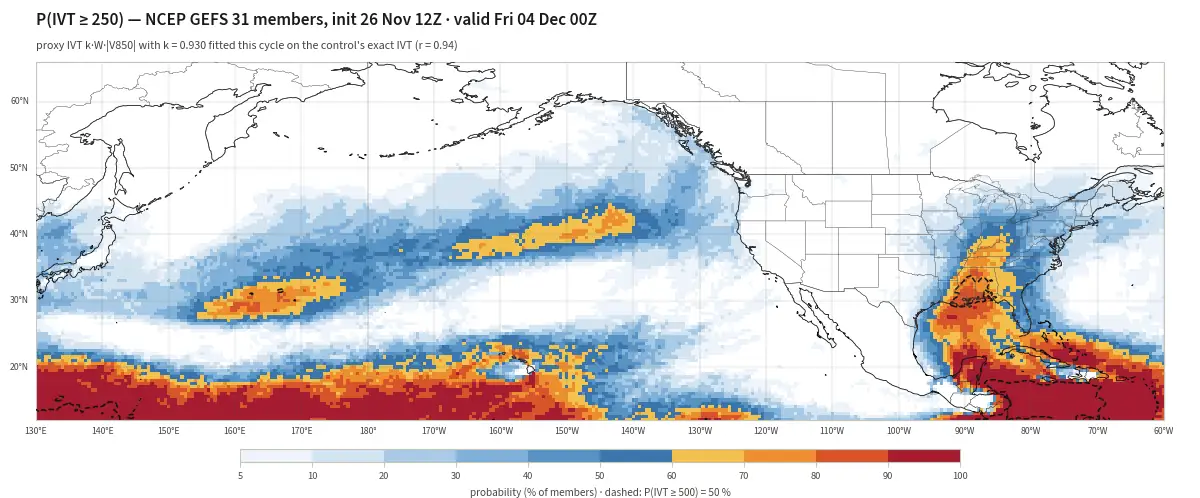 P(IVT ≥ 250) — NCEP GEFS 31 members, init 26 Nov 12Z · valid Fri 04 Dec 00Z
proxy IVT k·W·|V850| with k = 0.930 fitted this cycle on the control's exact IVT (r = 0.94)
60°N
50°N
40°N
30°N
20°N
130°E 140°E 150°E 160°E 170°E 180° 170°W 160°W 150°W 140°W 130°W 120°W 110°W 100°W 90°W 80°W 70°W 60°W
5 10 20 30 40 50 60 70 80 90 100
probability (% of members) · dashed: P(IVT ≥ 500) = 50 %